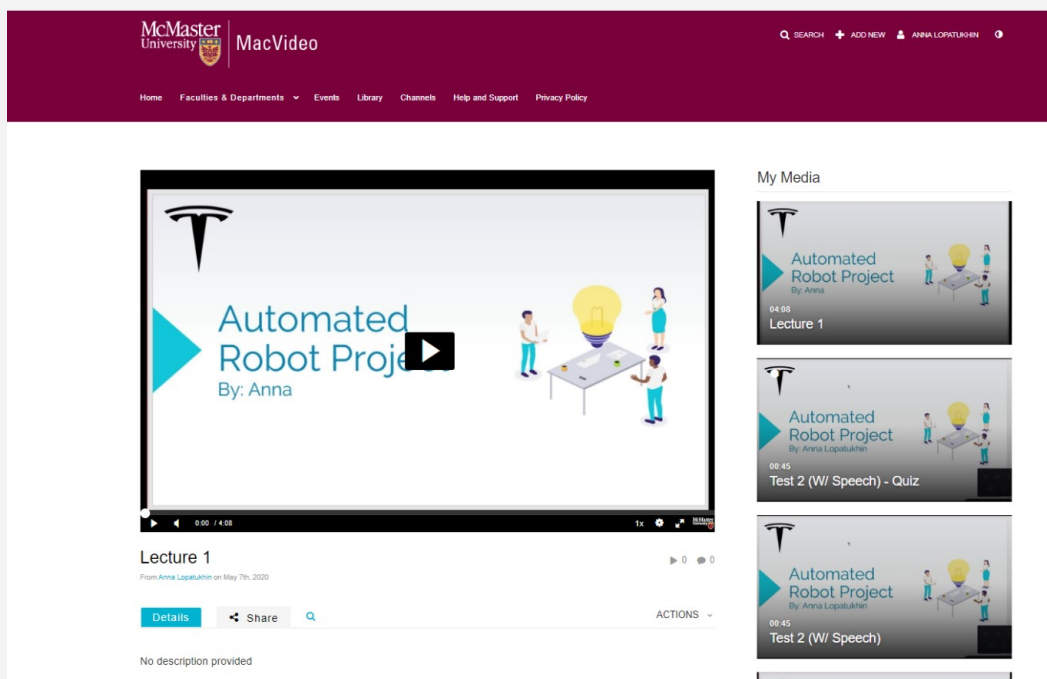 McMaster
University
MacVideo
SEARCH ADD NEW ANNA LOPATUKHIN
Home Faculties & Departments Events Library Channels Help and Support Privacy Policy
Automated
Robot Project
By: Anna
0:00 / 4:08
1x
McMaster
Lecture 1
0 0
From Anna Lopatukhin on May 7th, 2020
Details Share
ACTIONS
No description provided
My Media
Automated
Robot Project
By: Anna
04:08
Lecture 1
Automated
Robot Project
By: Anna Lopatukhin
00:45
Test 2 (W/ Speech) - Quiz
Automated
Robot Project
By: Anna Lopatukhin
00:45
Test 2 (W/ Speech)